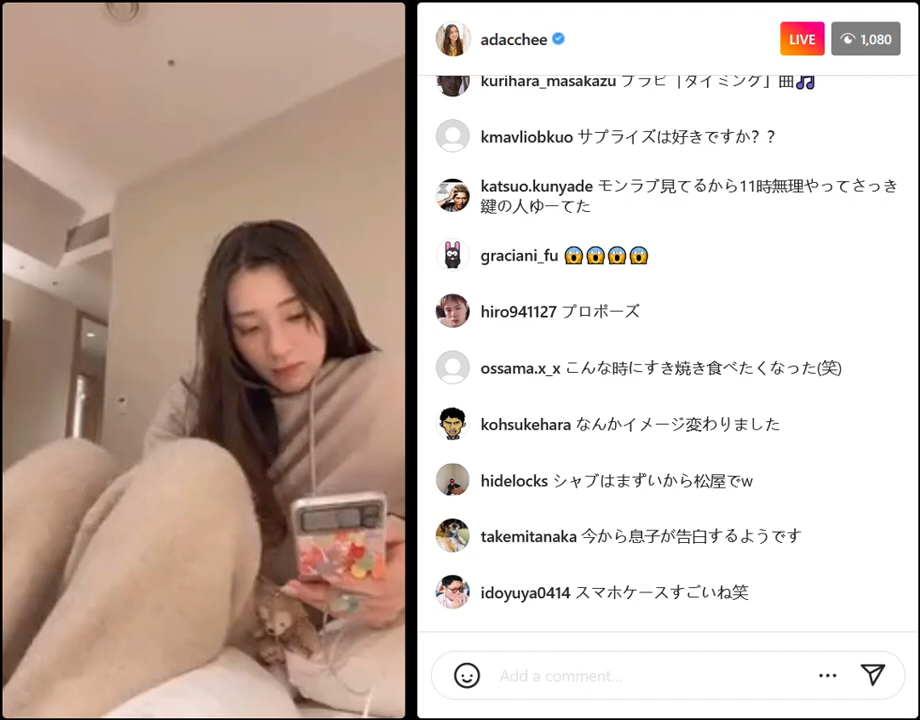 adacchee
LIVE
1,080
kurihara_masakazu プラピ「タイミング」曲🎵
kmavliobkuo サプライズは好きですか？？
katsuo.kunyade モンラブ見てるから11時無理やってさっき
鍵の人ゆーてた
graciani_fu 😱😱😱😱
hiro941127 プロポーズ
ossama.x_x こんな時にすき焼き食べたくなった(笑)
kohsukehara なんかイメージ変わりました
hidelocks シャブはまずいから松屋でw
takemitanaka 今から息子が告白するようです
idoyuya0414 スマホケースすごいね笑
Add a comment...